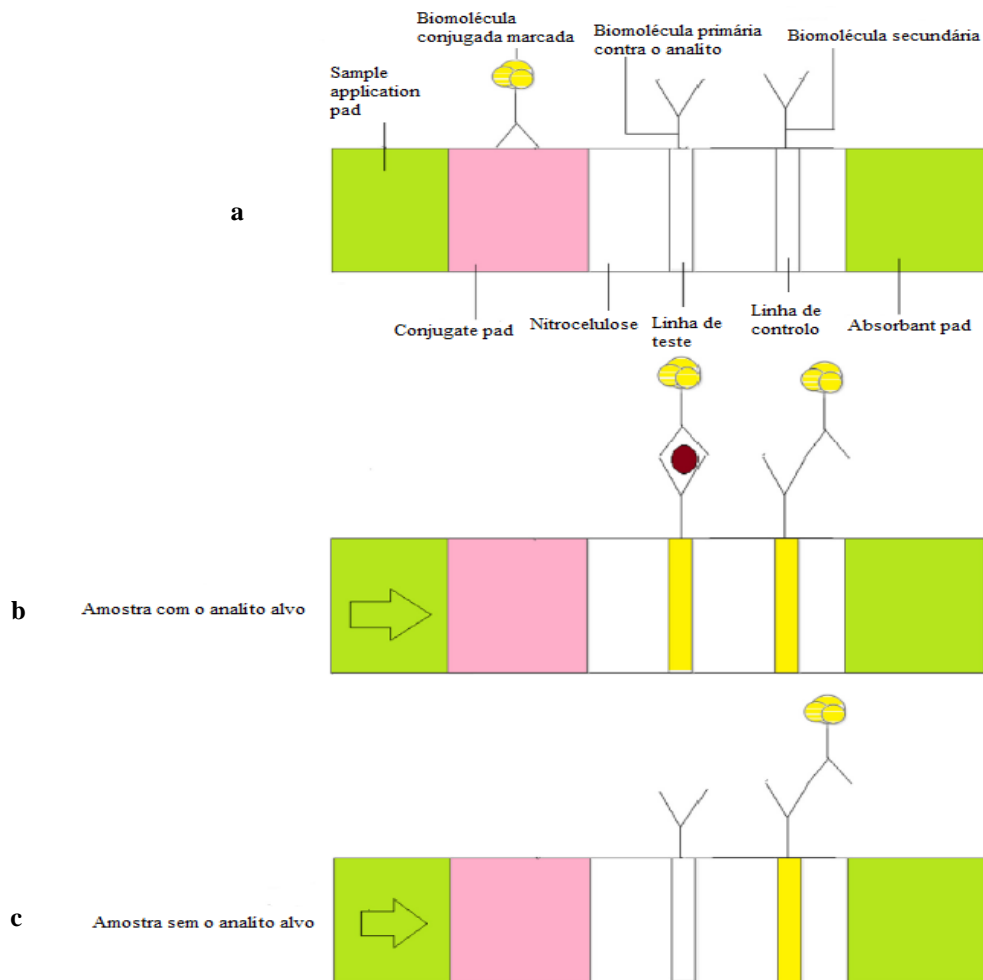 Biomolécula
conjugada marcada
Biomolécula primária
contra o analito
Biomolécula secundária
Sample
application
pad
a
Conjugate pad
Nitrocelulose
Linha de
teste
Linha de
controlo
Absorbant pad
b
Amostra com o analito alvo
c
Amostra sem o analito alvo